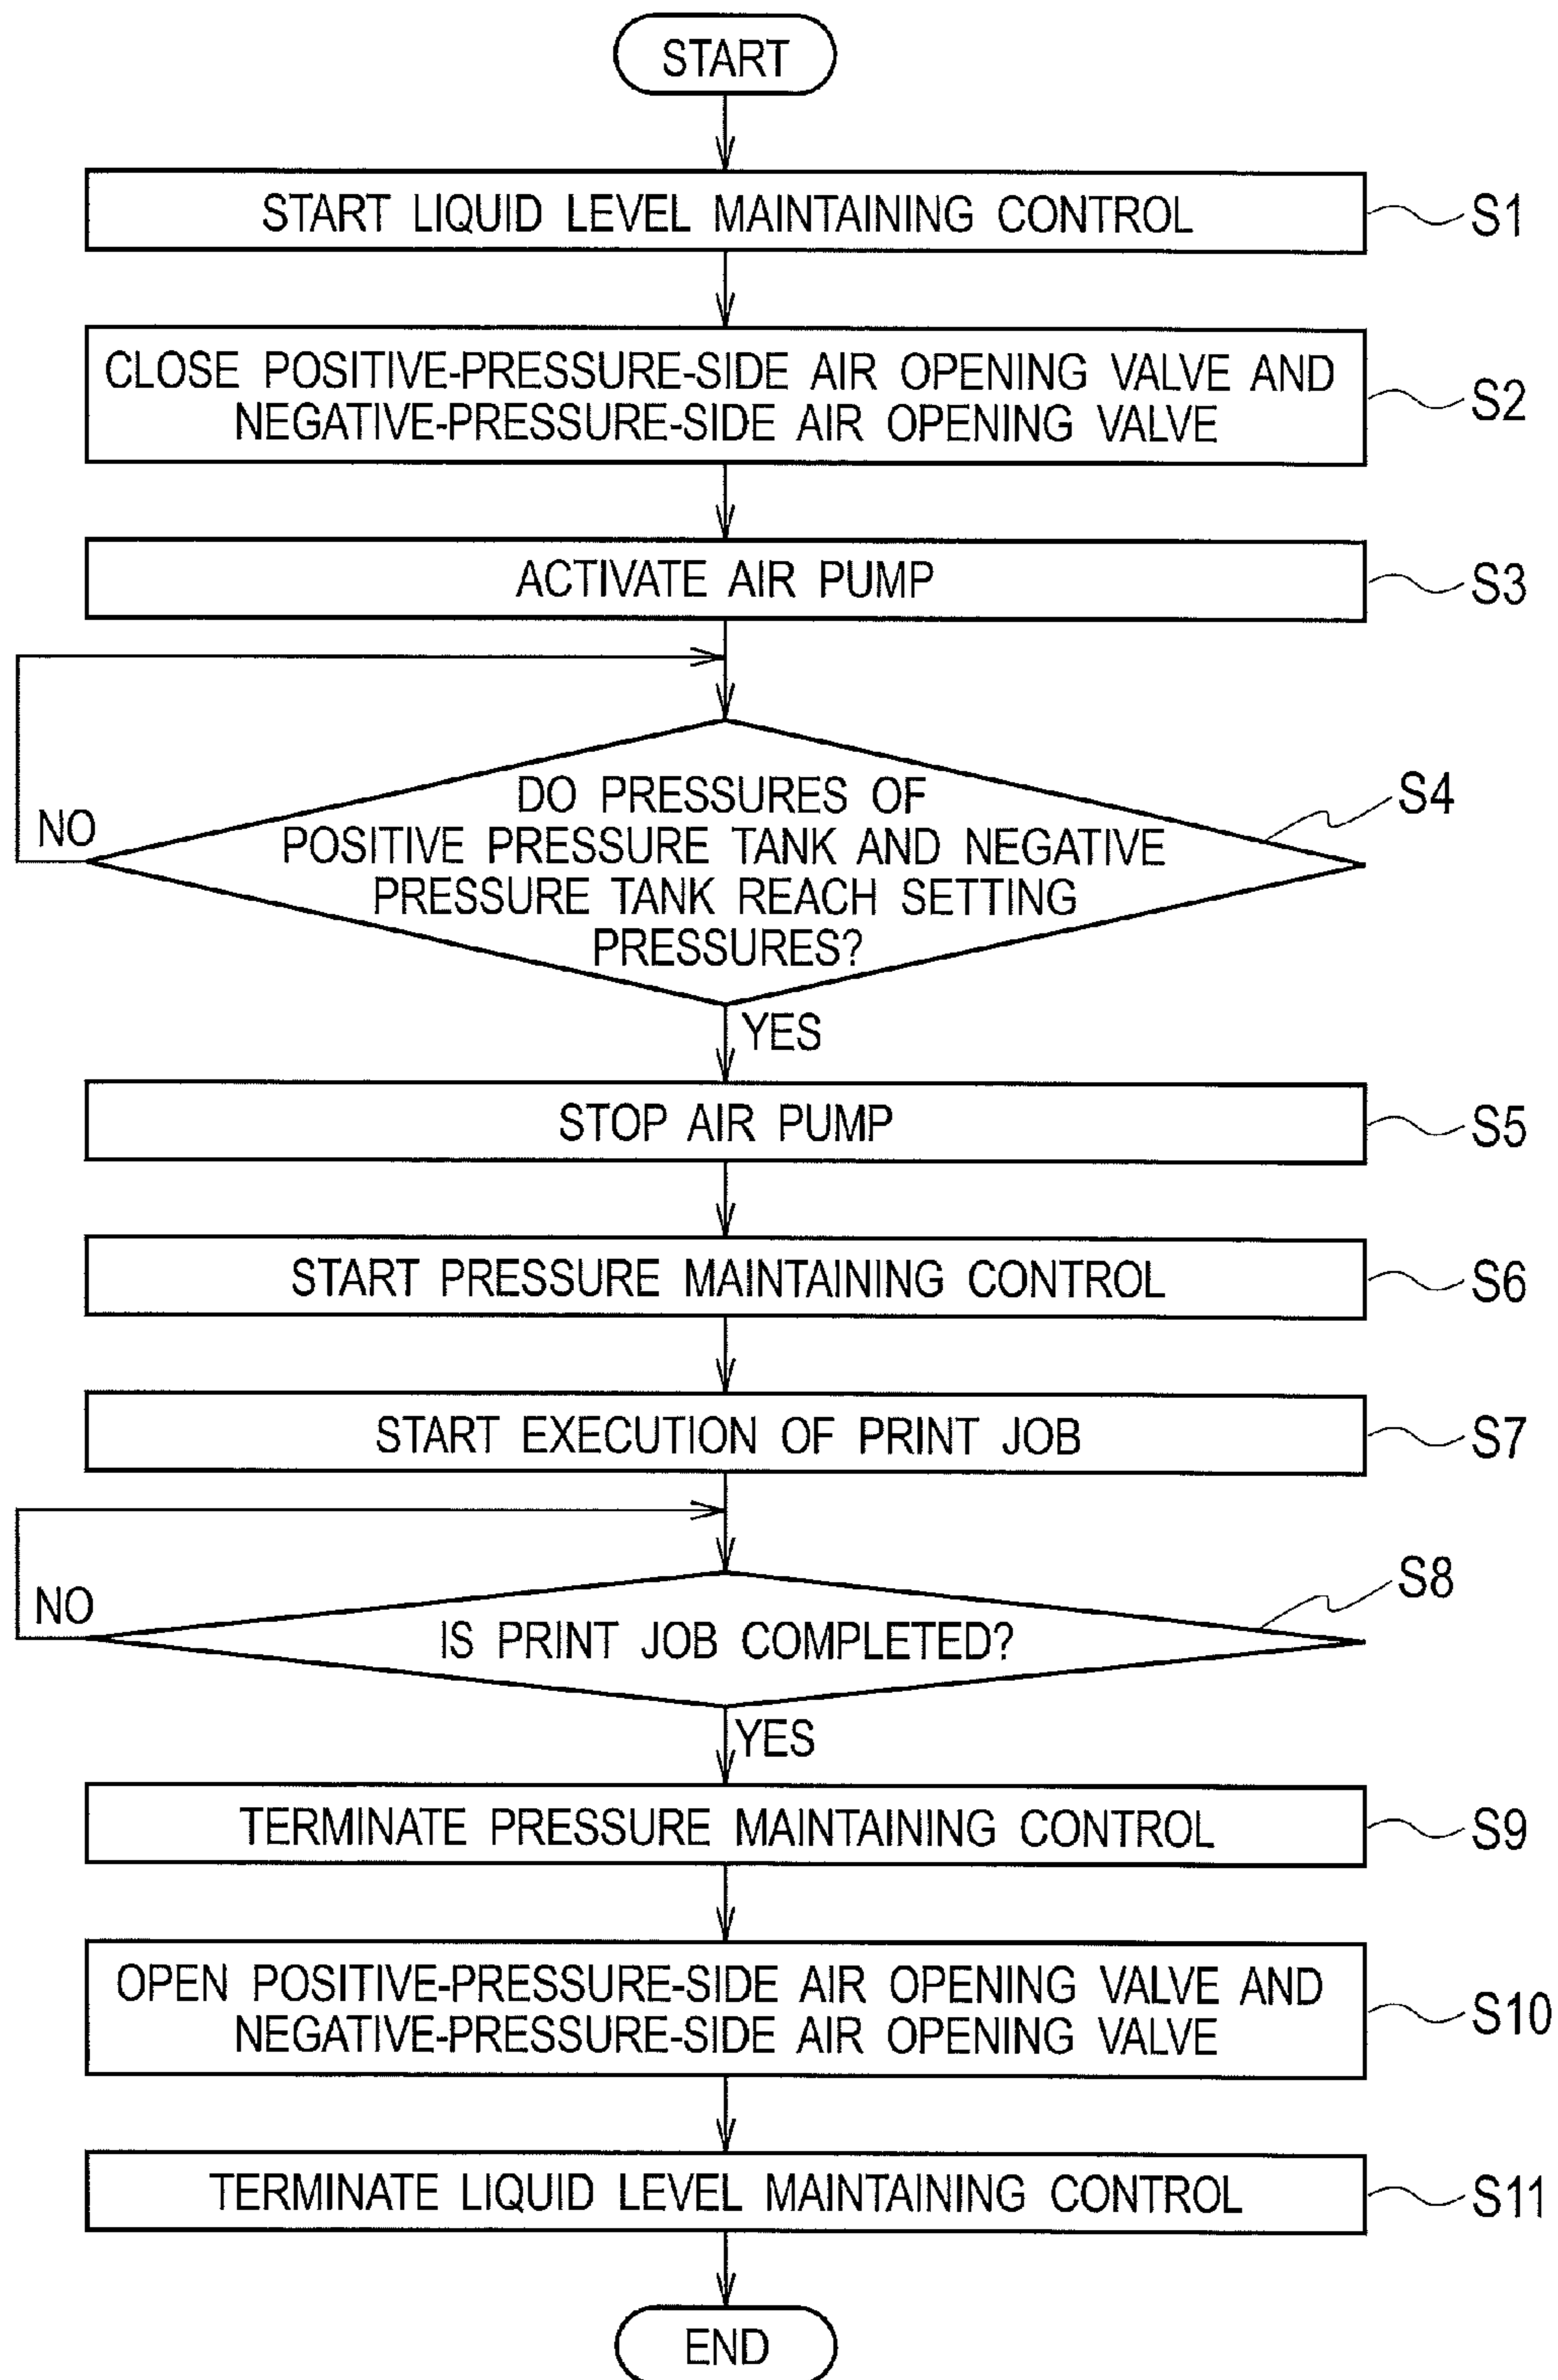 START
START LIQUID LEVEL MAINTAINING CONTROL
S1
CLOSE POSITIVE-PRESSURE-SIDE AIR OPENING VALVE AND
NEGATIVE-PRESSURE-SIDE AIR OPENING VALVE
S2
ACTIVATE AIR PUMP
S3
DO PRESSURES OF
POSITIVE PRESSURE TANK AND NEGATIVE
PRESSURE TANK REACH SETTING
PRESSURES?
S4
NO
YES
STOP AIR PUMP
S5
START PRESSURE MAINTAINING CONTROL
S6
START EXECUTION OF PRINT JOB
S7
IS PRINT JOB COMPLETED?
S8
NO
YES
TERMINATE PRESSURE MAINTAINING CONTROL
S9
OPEN POSITIVE-PRESSURE-SIDE AIR OPENING VALVE AND
NEGATIVE-PRESSURE-SIDE AIR OPENING VALVE
S10
TERMINATE LIQUID LEVEL MAINTAINING CONTROL
S11
END